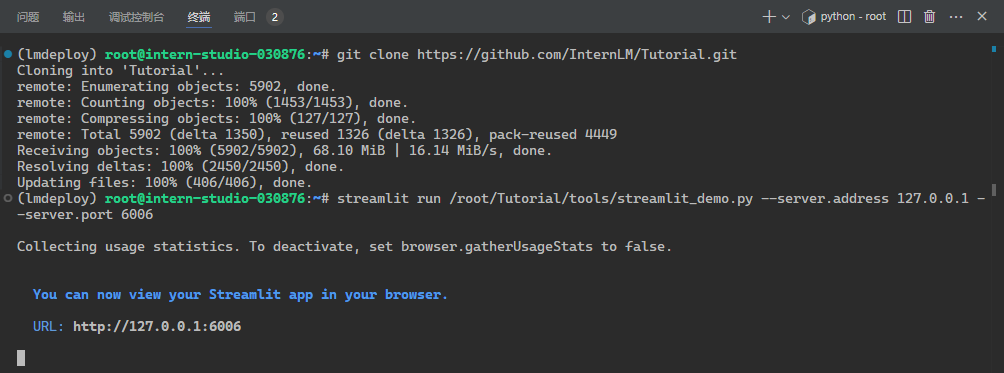 问题 输出 调试控制台 终端 端口 2 python - root
(lmdeploy) root@intern-studio-030876:~# git clone https://github.com/InternLM/Tutorial.git
Cloning into 'Tutorial'...
remote: Enumerating objects: 5902, done.
remote: Counting objects: 100% (1453/1453), done.
remote: Compressing objects: 100% (127/127), done.
remote: Total 5902 (delta 1350), reused 1326 (delta 1326), pack-reused 4449
Receiving objects: 100% (5902/5902), 68.10 MiB | 16.14 MiB/s, done.
Resolving deltas: 100% (2450/2450), done.
Updating files: 100% (406/406), done.
(lmdeploy) root@intern-studio-030876:~# streamlit run /root/Tutorial/tools/streamlit_demo.py --server.address 127.0.0.1 -
-server.port 6006
Collecting usage statistics. To deactivate, set browser.gatherUsageStats to false.
You can now view your Streamlit app in your browser.
URL: http://127.0.0.1:6006